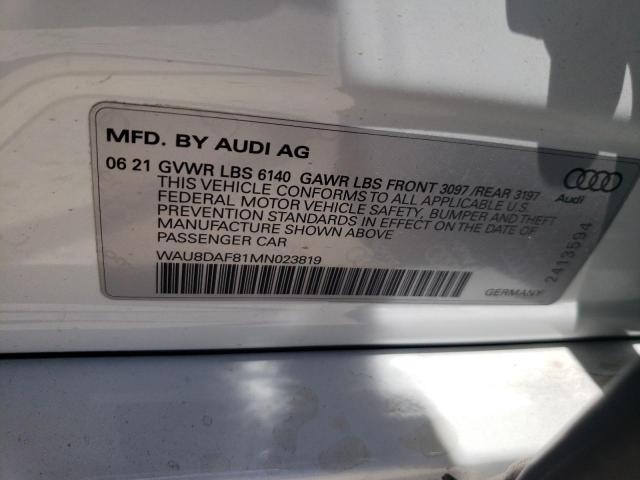 MFD. BY AUDI AG
06 21 GVWR LBS 6140 GAWR LBS FRONT 3097/REAR 3197
THIS VEHICLE CONFORMS TO ALL APPLICABLE U.S.
FEDERAL MOTOR VEHICLE SAFETY, BUMPER AND THEFT
PREVENTION STANDARDS IN EFFECT ON THE DATE OF
MANUFACTURE SHOWN ABOVE
PASSENGER CAR
WAU8DAF81MN023819
Audi
2413594
GERMANY